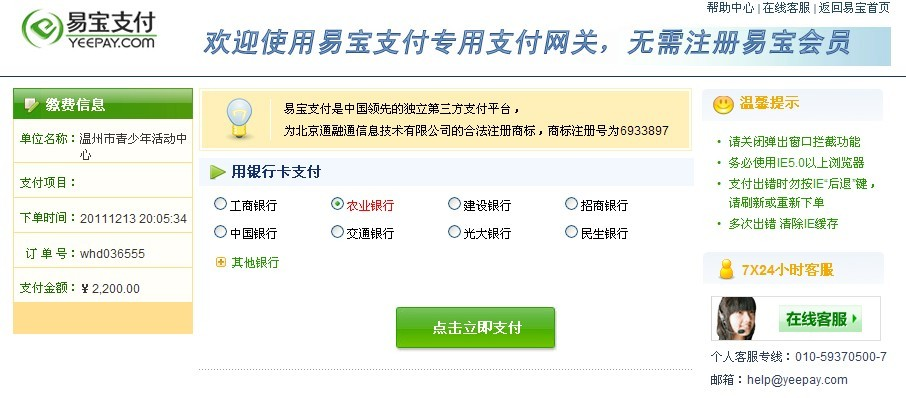 帮助中心 | 在线客服 | 返回易宝首页
易宝支付
YEEPAY.COM
欢迎使用易宝支付专用支付网关，无需注册易宝会员
缴费信息
单位名称：温州市青少年活动中
心
支付项目：
下单时间：20111213 20:05:34
订 单 号：whd036555
支付金额：¥ 2,200.00
易宝支付是中国领先的独立第三方支付平台，
为北京通融通信息技术有限公司的合法注册商标，商标注册号为6933897
用银行卡支付
工商银行 农业银行 建设银行 招商银行
中国银行 交通银行 光大银行 民生银行
其他银行
点击立即支付
温馨提示
• 请关闭弹出窗口拦截功能
• 务必使用IE5.0以上浏览器
• 支付出错时勿按IE“后退”键，
请刷新或重新下单
• 多次出错 清除IE缓存
7X24小时客服
在线客服
个人客服专线：010-59370500-7
邮箱：help@yeepay.com